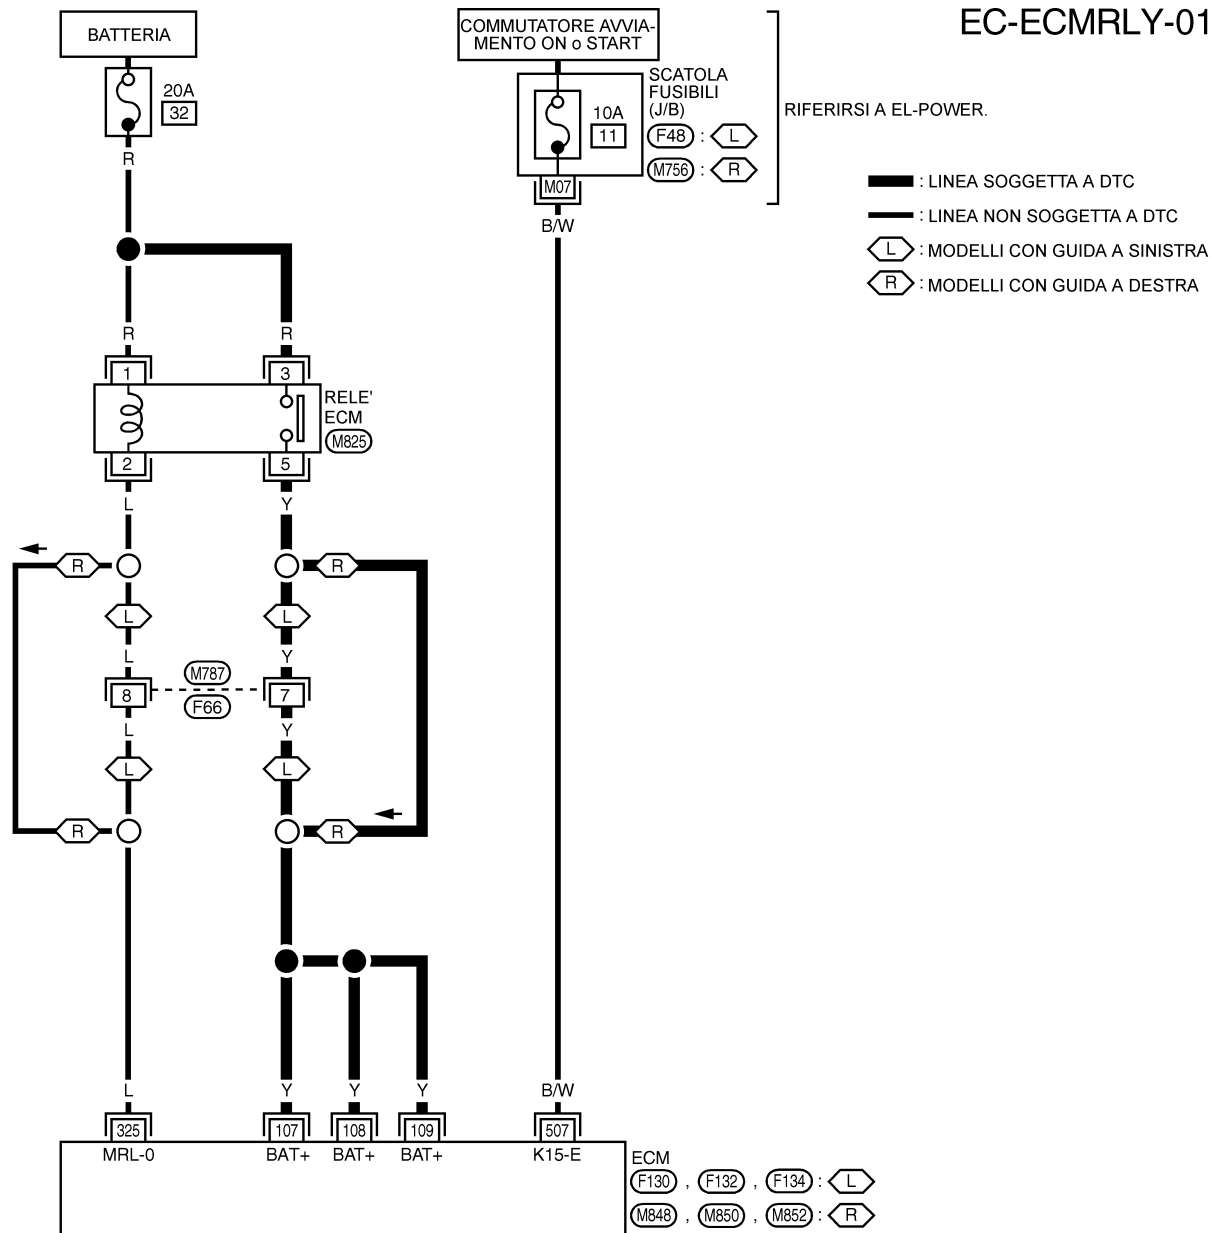 EC-ECMRLY-01
BATTERIA
COMMUTATORE AVVIA-
MENTO ON o START
20A
32
10A
11
SCATOLA
FUSIBILI
(J/B)
F48 : L
M756 : R
RIFERIRSI A EL-POWER.
M07
R
B/W
: LINEA SOGGETTA A DTC
: LINEA NON SOGGETTA A DTC
L : MODELLI CON GUIDA A SINISTRA
R : MODELLI CON GUIDA A DESTRA
R R
1 3
RELE'
ECM
M825
2 5
L Y
R R
L L
L Y
M787
8 7
F66
L Y
L L
R R
L Y Y Y B/W
325 107 108 109 507
MRL-0 BAT+ BAT+ BAT+ K15-E
ECM
F130 , F132 , F134 : L
M848 , M850 , M852 : R